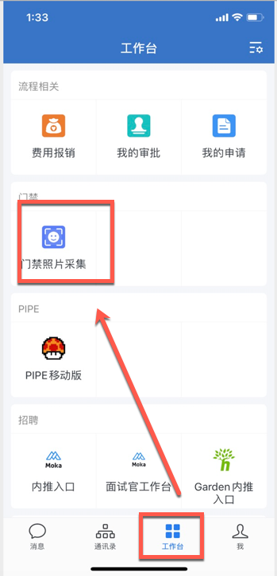 1:33
工作台
流程相关
费用报销
我的审批
我的申请
门禁
门禁照片采集
PIPE
PIPE移动版
招聘
Moka
Moka
内推入口
面试官工作台
Garden内推
入口
消息
通讯录
工作台
我